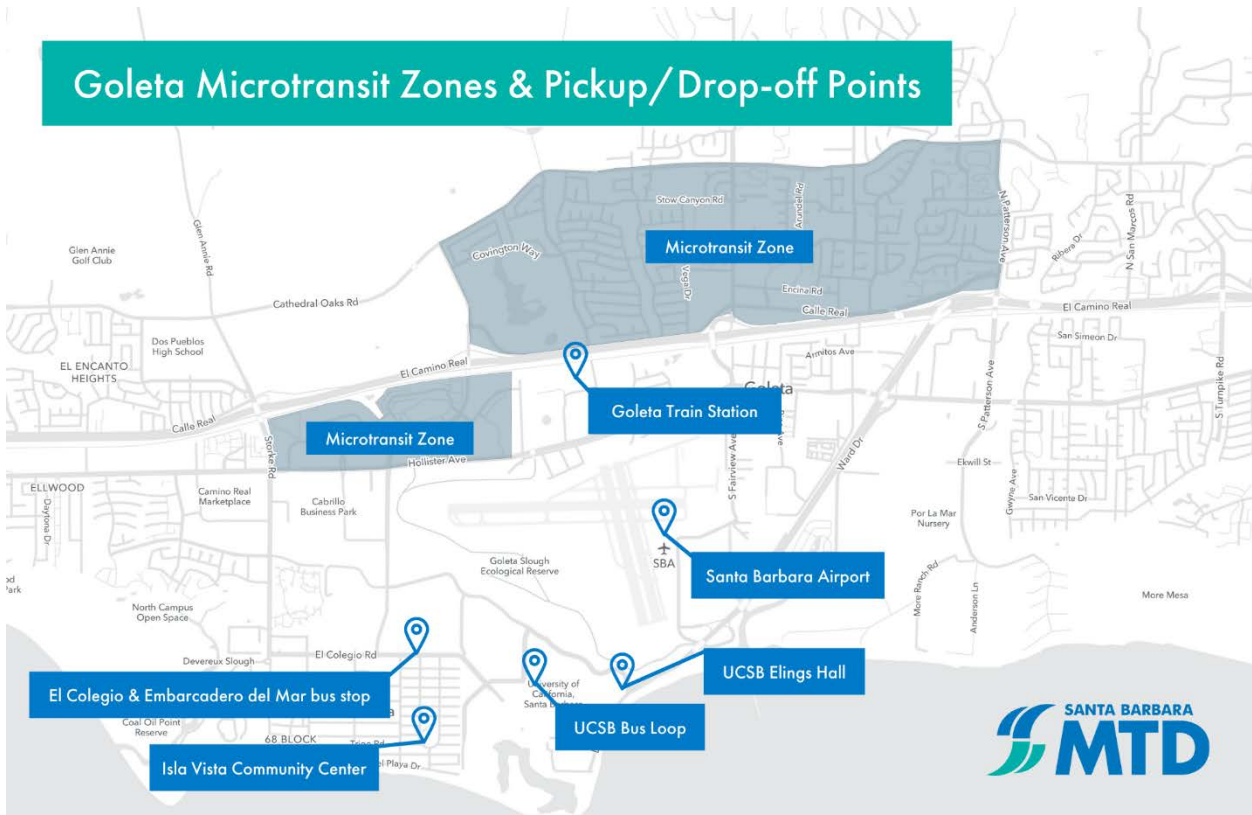 Goleta Microtransit Zones & Pickup/Drop-off Points
Stow Canyon Rd
Arundel Rd
N Patterson Ave
N San Marcos Rd
Ribera Dr
Glen Annie
Golf Club
Glen Annie Rd
Covington Way
Microtransit Zone
Vega Dr
Encina Rd
Calle Real
Cathedral Oaks Rd
El Camino Real
San Simeon Dr
Dos Pueblos
High School
EL ENCANTO
HEIGHTS
El Camino Real
Armitos Ave
S Turnpike Rd
Goleta
Goleta Train Station
S Patterson Ave
Calle Real
Microtransit Zone
Storke Rd
Hollister Ave
Ward Dr
S Fairview Ave
Ekwill St
ELLWOOD
Daytona Dr
Camino Real
Marketplace
Cabrillo
Business Park
Gwyne Ave
San Vicente Dr
Por La Mar
Nursery
Goleta Slough
Ecological Reserve
SBA
Santa Barbara Airport
More Ranch Rd
Anderson Ln
More Mesa
Park
North Campus
Open Space
Devereux Slough
El Colegio Rd
El Colegio & Embarcadero del Mar bus stop
University of
California,
Santa Barbara
UCSB Elings Hall
UCSB Bus Loop
Coal Oil Point
Reserve
68 BLOCK
Isla Vista Community Center
el Playa Dr
SANTA BARBARA
MTD